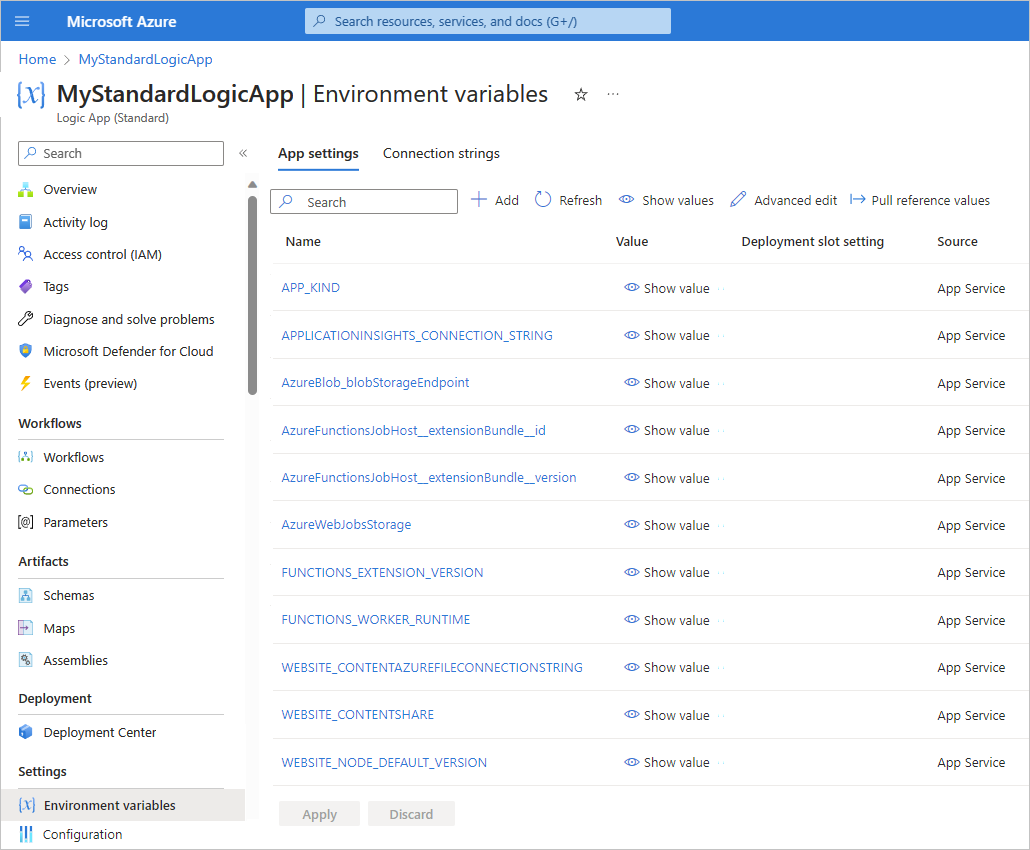 Microsoft Azure
Search resources, services, and docs (G+/)
Home > MyStandardLogicApp
{x} MyStandardLogicApp | Environment variables ☆ ...
Logic App (Standard)
Search «
Overview
Activity log
Access control (IAM)
Tags
Diagnose and solve problems
Microsoft Defender for Cloud
Events (preview)
Workflows
Workflows
Connections
[@] Parameters
Artifacts
Schemas
Maps
Assemblies
Deployment
Deployment Center
Settings
{x} Environment variables
Configuration
App settings Connection strings
Search + Add Refresh Show values Advanced edit Pull reference values
Name Value Deployment slot setting Source
APP_KIND Show value App Service
APPLICATIONINSIGHTS_CONNECTION_STRING Show value App Service
AzureBlob_blobStorageEndpoint Show value App Service
AzureFunctionsJobHost__extensionBundle__id Show value App Service
AzureFunctionsJobHost__extensionBundle__version Show value App Service
AzureWebJobsStorage Show value App Service
FUNCTIONS_EXTENSION_VERSION Show value App Service
FUNCTIONS_WORKER_RUNTIME Show value App Service
WEBSITE_CONTENTAZUREFILECONNECTIONSTRING Show value App Service
WEBSITE_CONTENTSHARE Show value App Service
WEBSITE_NODE_DEFAULT_VERSION Show value App Service
Apply Discard